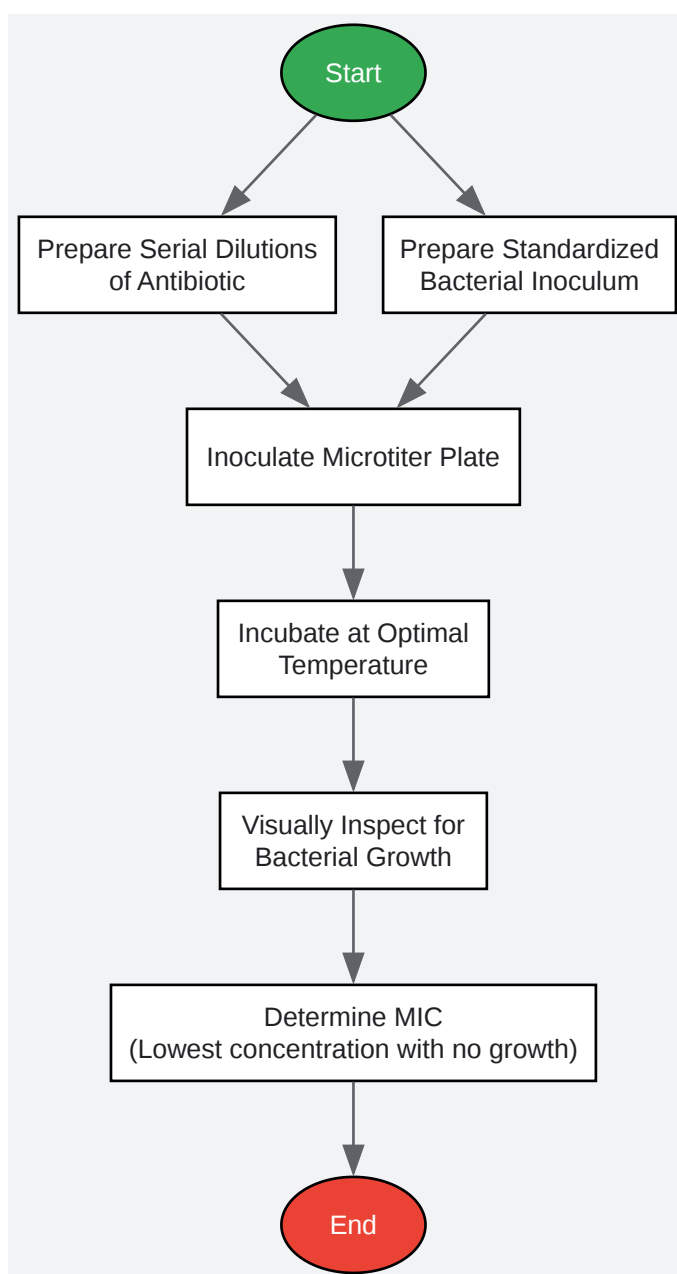 Start
Prepare Serial Dilutions
of Antibiotic
Prepare Standardized
Bacterial Inoculum
Inoculate Microtiter Plate
Incubate at Optimal
Temperature
Visually Inspect for
Bacterial Growth
Determine MIC
(Lowest concentration with no growth)
End